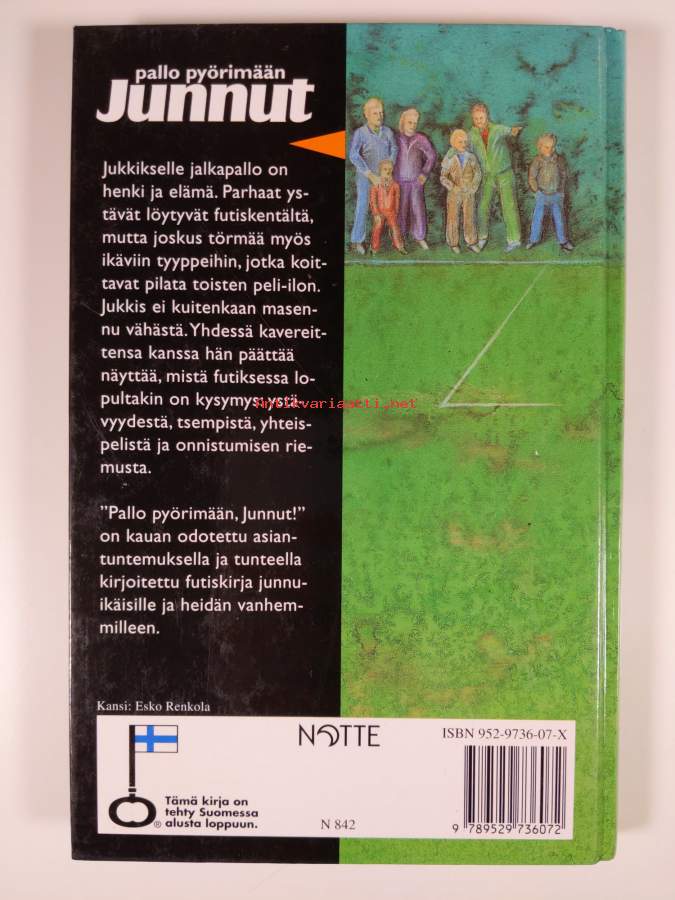 pallo pyörimään
Junnut
Jukkikselle jalkapallo on
henki ja elämä. Parhaat ys-
tävät löytyvät futiskentältä,
mutta joskus törmää myös
ikäviin tyyppeihin, jotka koit-
tavat pilata toisten peli-ilon.
Jukkis ei kuitenkaan masen-
nu vähästä. Yhdessä kavereit-
tensa kanssa hän päättää
näyttää, mistä futiksessa lo-
pultakin on kysymys: ystä-
vyydestä, tsempistä, yhteis-
pelistä ja onnistumisen rie-
musta.
Antikvariaatti.net
"Pallo pyörimään, Junnut!"
on kauan odotettu asian-
tuntemuksella ja tunteella
kirjoitettu futiskirja junnu-
ikäisille ja heidän vanhem-
milleen.
Kansi: Esko Renkola
NOTTE
ISBN 952-9736-07-X
®
Tämä kirja on
tehty Suomessa
alusta loppuun.
N 842
9 789529 736072